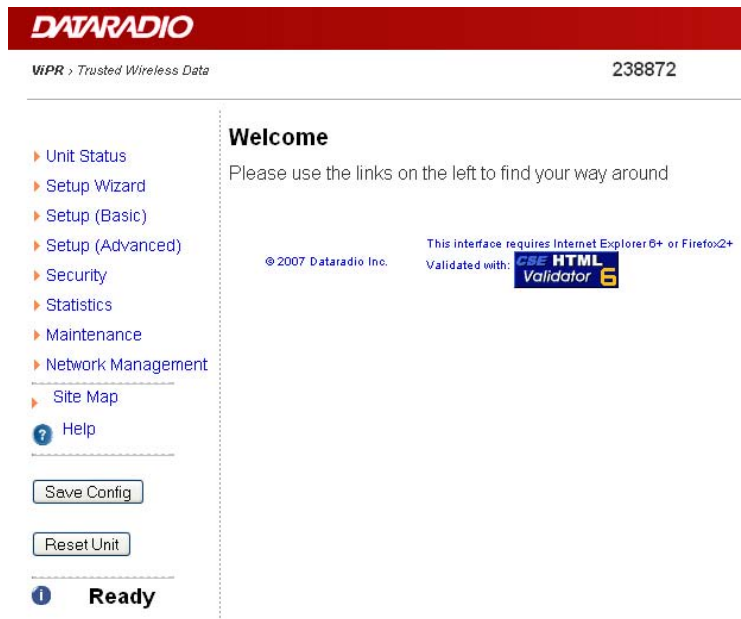 DATARADIO
ViPR › Trusted Wireless Data
238872
Unit Status
Setup Wizard
Setup (Basic)
Setup (Advanced)
Security
Statistics
Maintenance
Network Management
Site Map
? Help
Save Config
Reset Unit
i Ready
Welcome
Please use the links on the left to find your way around
© 2007 Dataradio Inc.
This interface requires Internet Explorer 6+ or Firefox2+
Validated with: CSE HTML Validator 6